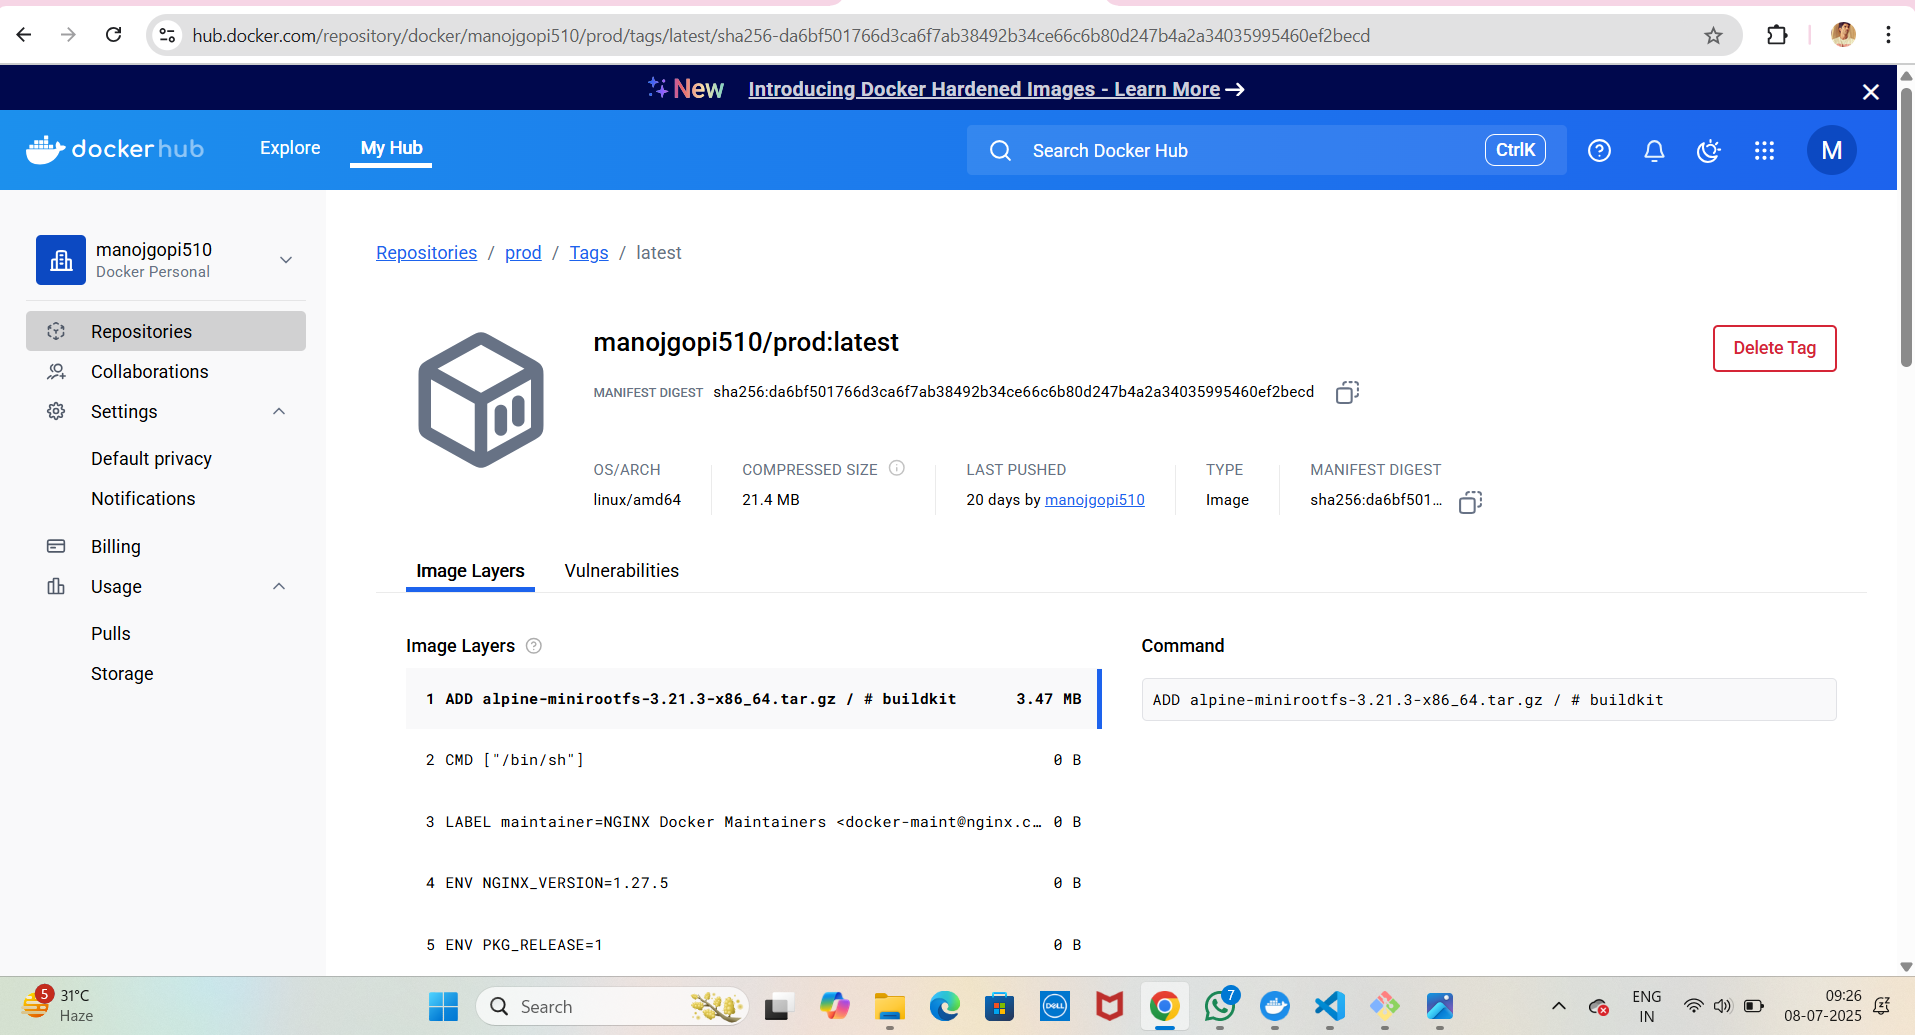 hub.docker.com/repository/docker/manojgopi510/prod/tags/latest/sha256-da6bf501766d3ca6f7ab38492b34ce66c6b80d247b4a2a34035995460ef2becd
New Introducing Docker Hardened Images - Learn More →
docker hub Explore My Hub Search Docker Hub CtrlK M
manojgopi510
Docker Personal
Repositories
Collaborations
Settings
Default privacy
Notifications
Billing
Usage
Pulls
Storage
Repositories / prod / Tags / latest
manojgopi510/prod:latest
Delete Tag
MANIFEST DIGEST sha256:da6bf501766d3ca6f7ab38492b34ce66c6b80d247b4a2a34035995460ef2becd
OS/ARCH COMPRESSED SIZE LAST PUSHED TYPE MANIFEST DIGEST
linux/amd64 21.4 MB 20 days by manojgopi510 Image sha256:da6bf501...
Image Layers Vulnerabilities
Image Layers
1 ADD alpine-minirootfs-3.21.3-x86_64.tar.gz / # buildkit 3.47 MB
2 CMD ["/bin/sh"] 0 B
3 LABEL maintainer=NGINX Docker Maintainers <docker-maint@nginx.c… 0 B
4 ENV NGINX_VERSION=1.27.5 0 B
5 ENV PKG_RELEASE=1 0 B
Command
ADD alpine-minirootfs-3.21.3-x86_64.tar.gz / # buildkit
5 31°C
Haze
Search
DELL
7
ENG
IN
09:26
08-07-2025